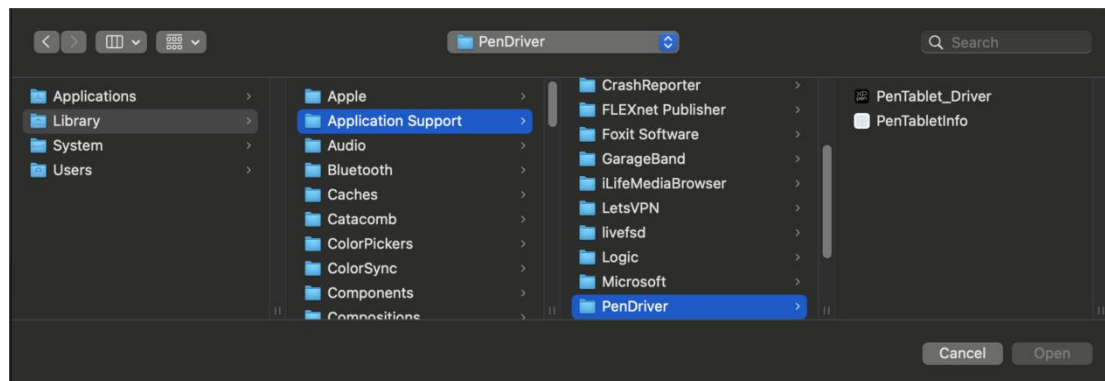 PenDriver
Search
Applications
Library
System
Users
Apple
Application Support
Audio
Bluetooth
Caches
Catacomb
ColorPickers
ColorSync
Components
Compositions
CrashReporter
FLEXnet Publisher
Foxit Software
GarageBand
iLifeMediaBrowser
LetsVPN
livefsd
Logic
Microsoft
PenDriver
PenTablet_Driver
PenTabletInfo
Cancel
Open